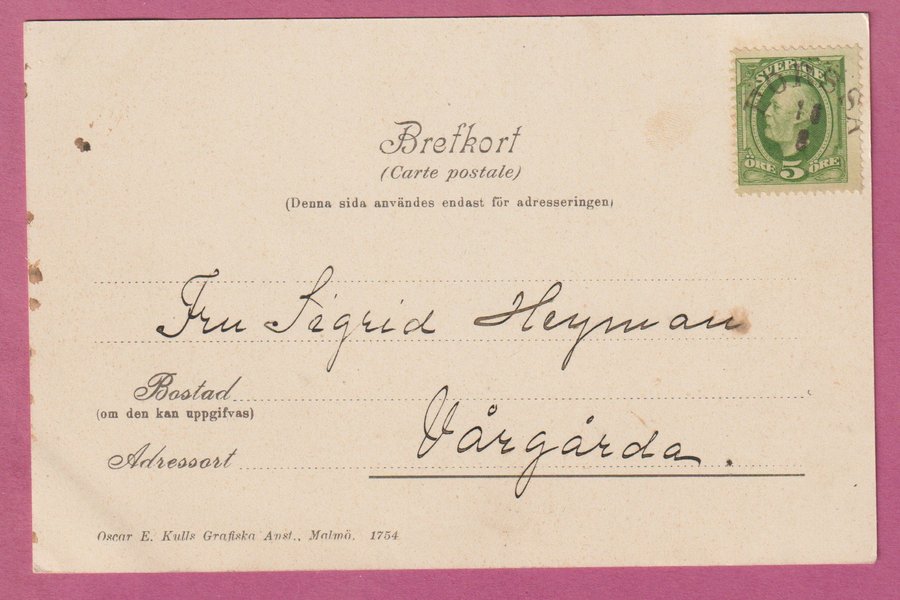 SVERIGE
ÖRE 5 ÖRE
Brefkort
(Carte postale)
(Denna sida användes endast för adresseringen)
Fru Sigrid Heyman
Bostad
(om den kan uppgifvas)
Vårgårda.
Adressort
Oscar E. Kulls Grafiska Anst., Malmö. 1754